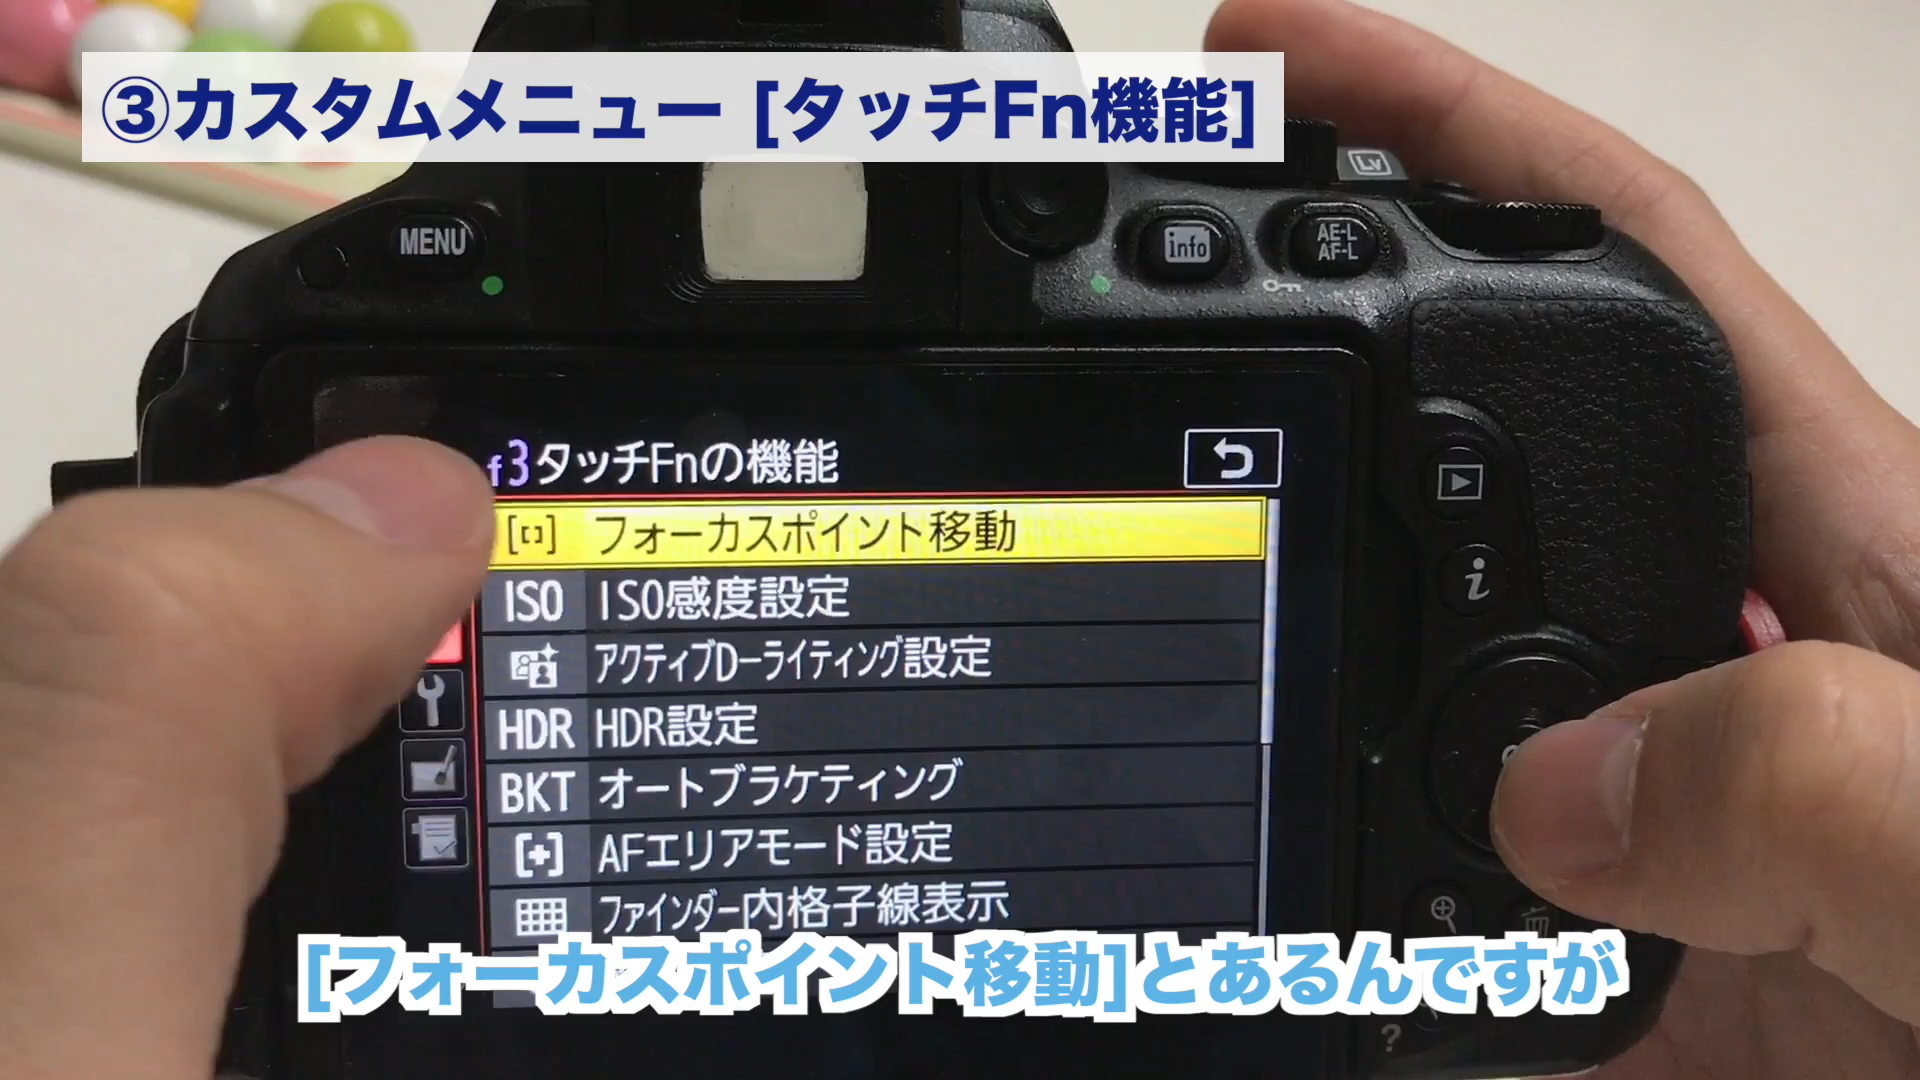 ③カスタムメニュー [タッチFn機能]
Lv
MENU
info
AE-L
AF-L
f3タッチFnの機能
フォーカスポイント移動
ISO ISO感度設定
アクティブD-ライティング設定
HDR HDR設定
BKT オートブラケティング
AFエリアモード設定
ファインダー内格子線表示
i
[フォーカスポイント移動]とあるんですが
?